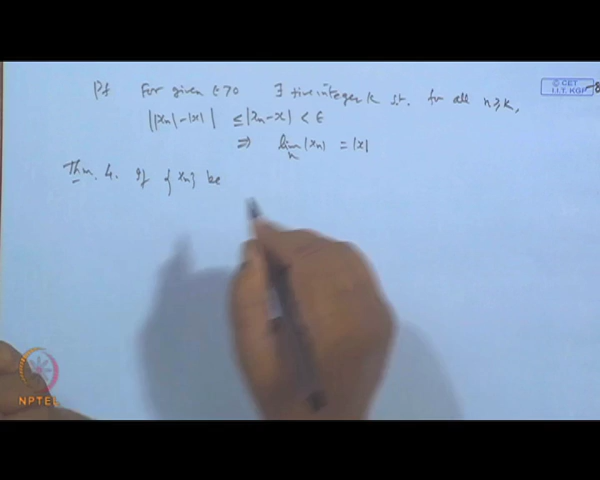 Pf For given ε>0 ∃ +ive integer K s.t. for all n ≥ K,
||xn| - |x|| ≤ |xn - x| < ε
⇒ lim n |xn| = |x|
Thm. 4. If {xn} be
© CET
I.I.T. KGP
NPTEL